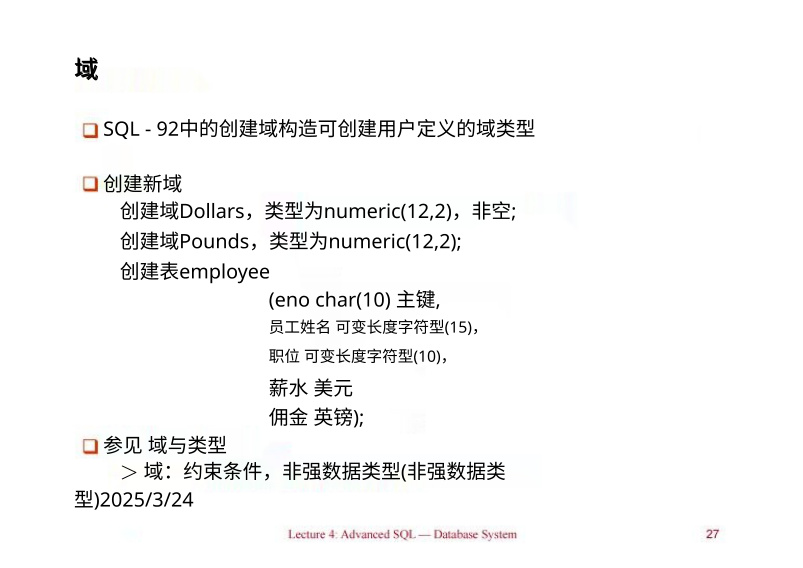 域
SQL - 92中的创建域构造可创建用户定义的域类型
创建新域
创建域Dollars，类型为numeric(12,2)，非空;
创建域Pounds，类型为numeric(12,2);
创建表employee
(eno char(10) 主键,
员工姓名 可变长度字符型(15)，
职位 可变长度字符型(10)，
薪水 美元
佣金 英镑);
参见 域与类型
＞域：约束条件，非强数据类型(非强数据类
型)2025/3/24
Lecture 4: Advanced SQL — Database System
27